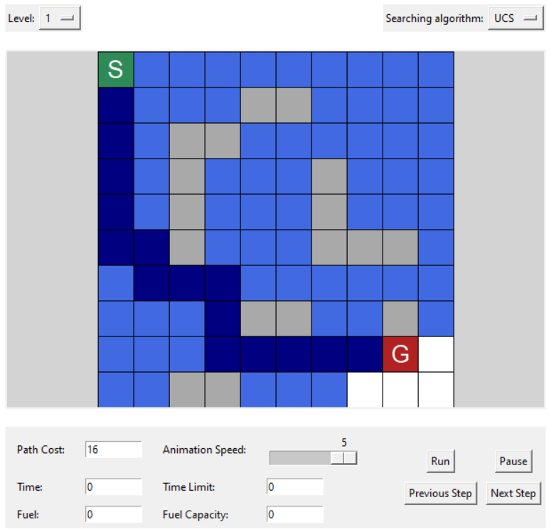 Level: 1 Searching algorithm: UCS
S
G
5
Path Cost: 16 Animation Speed:
Run Pause
Time: 0 Time Limit: 0
Previous Step Next Step
Fuel: 0 Fuel Capacity: 0